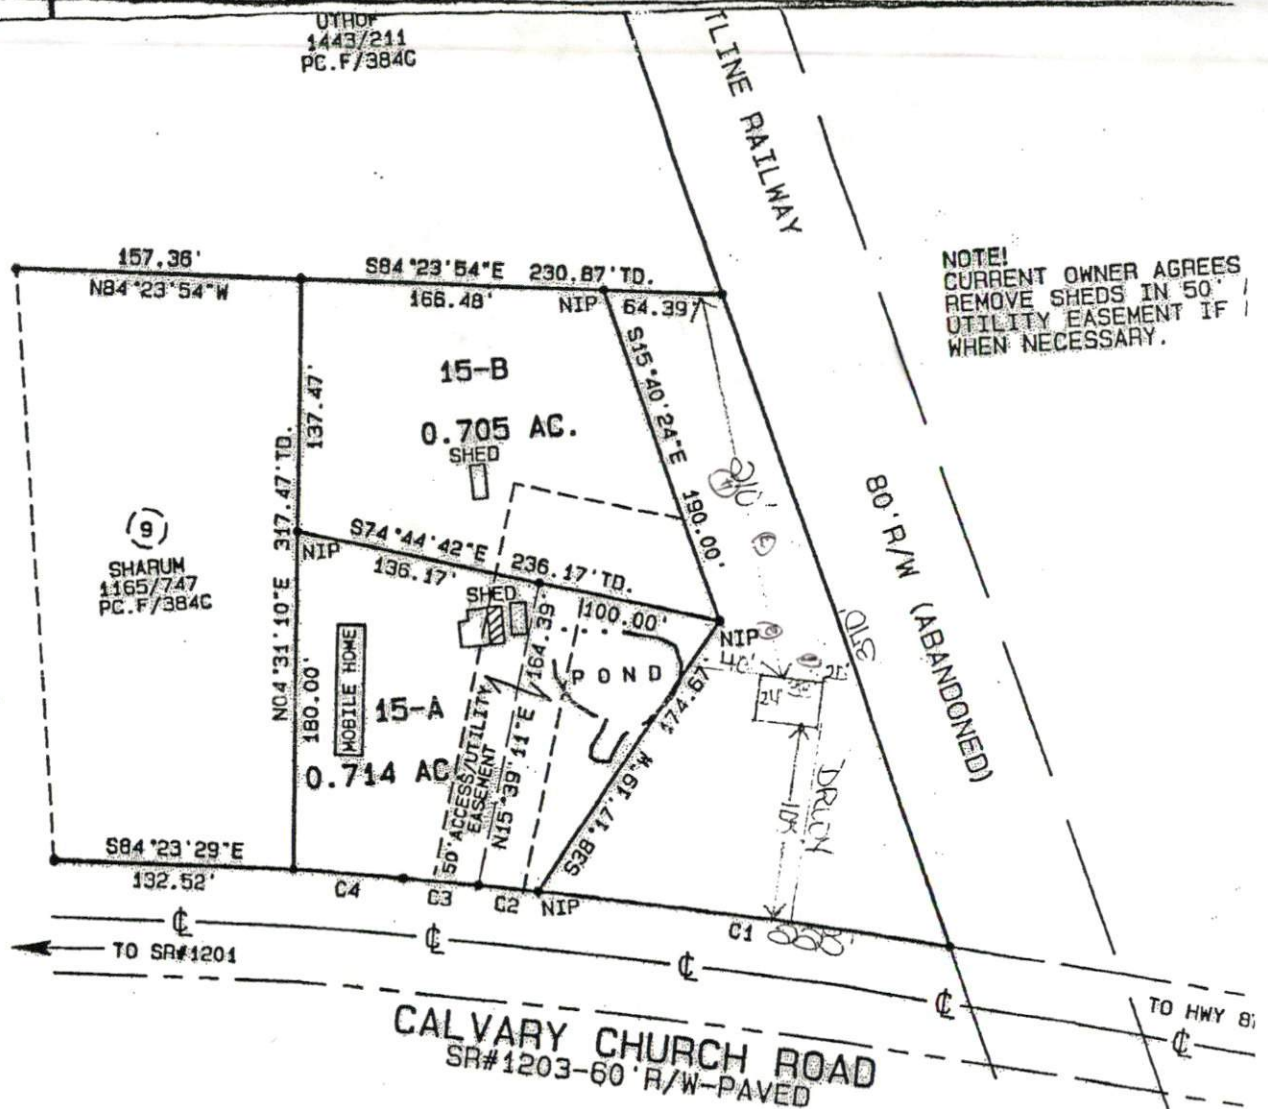 UTHOF
1443/211
PC.F/384C
TLINE RAILWAY
NOTE!
CURRENT OWNER AGREES
REMOVE SHEDS IN 50'
UTILITY EASEMENT IF
WHEN NECESSARY.
157.36'
N84°23'54"W
S84°23'54"E 230.87'TD.
166.48'
NIP
64.39'
15-B
0.705 AC.
SHED
S15°40'24"E 190.00'
137.47'
N04°31'10"E 317.47'TD.
180.00'
9
SHARUM
1165/747
PC.F/384C
NIP
S74°44'42"E 236.17'TD.
136.17'
100.00'
SHED
NIP
POND
MOBILE HOME
15-A
0.714 AC
50'ACCESS/UTILITY
EASEMENT
N15°39'11"E 164.39'
S38°17'19"W 174.67'
210'
80'R/W (ABANDONED)
310'
40'
24'
105'
S84°23'29"E
132.52'
C4
C3
C2
NIP
C1
℄
℄
℄
℄
℄
TO SR#1201
TO HWY 8
CALVARY CHURCH ROAD
SR#1203-60'R/W-PAVED